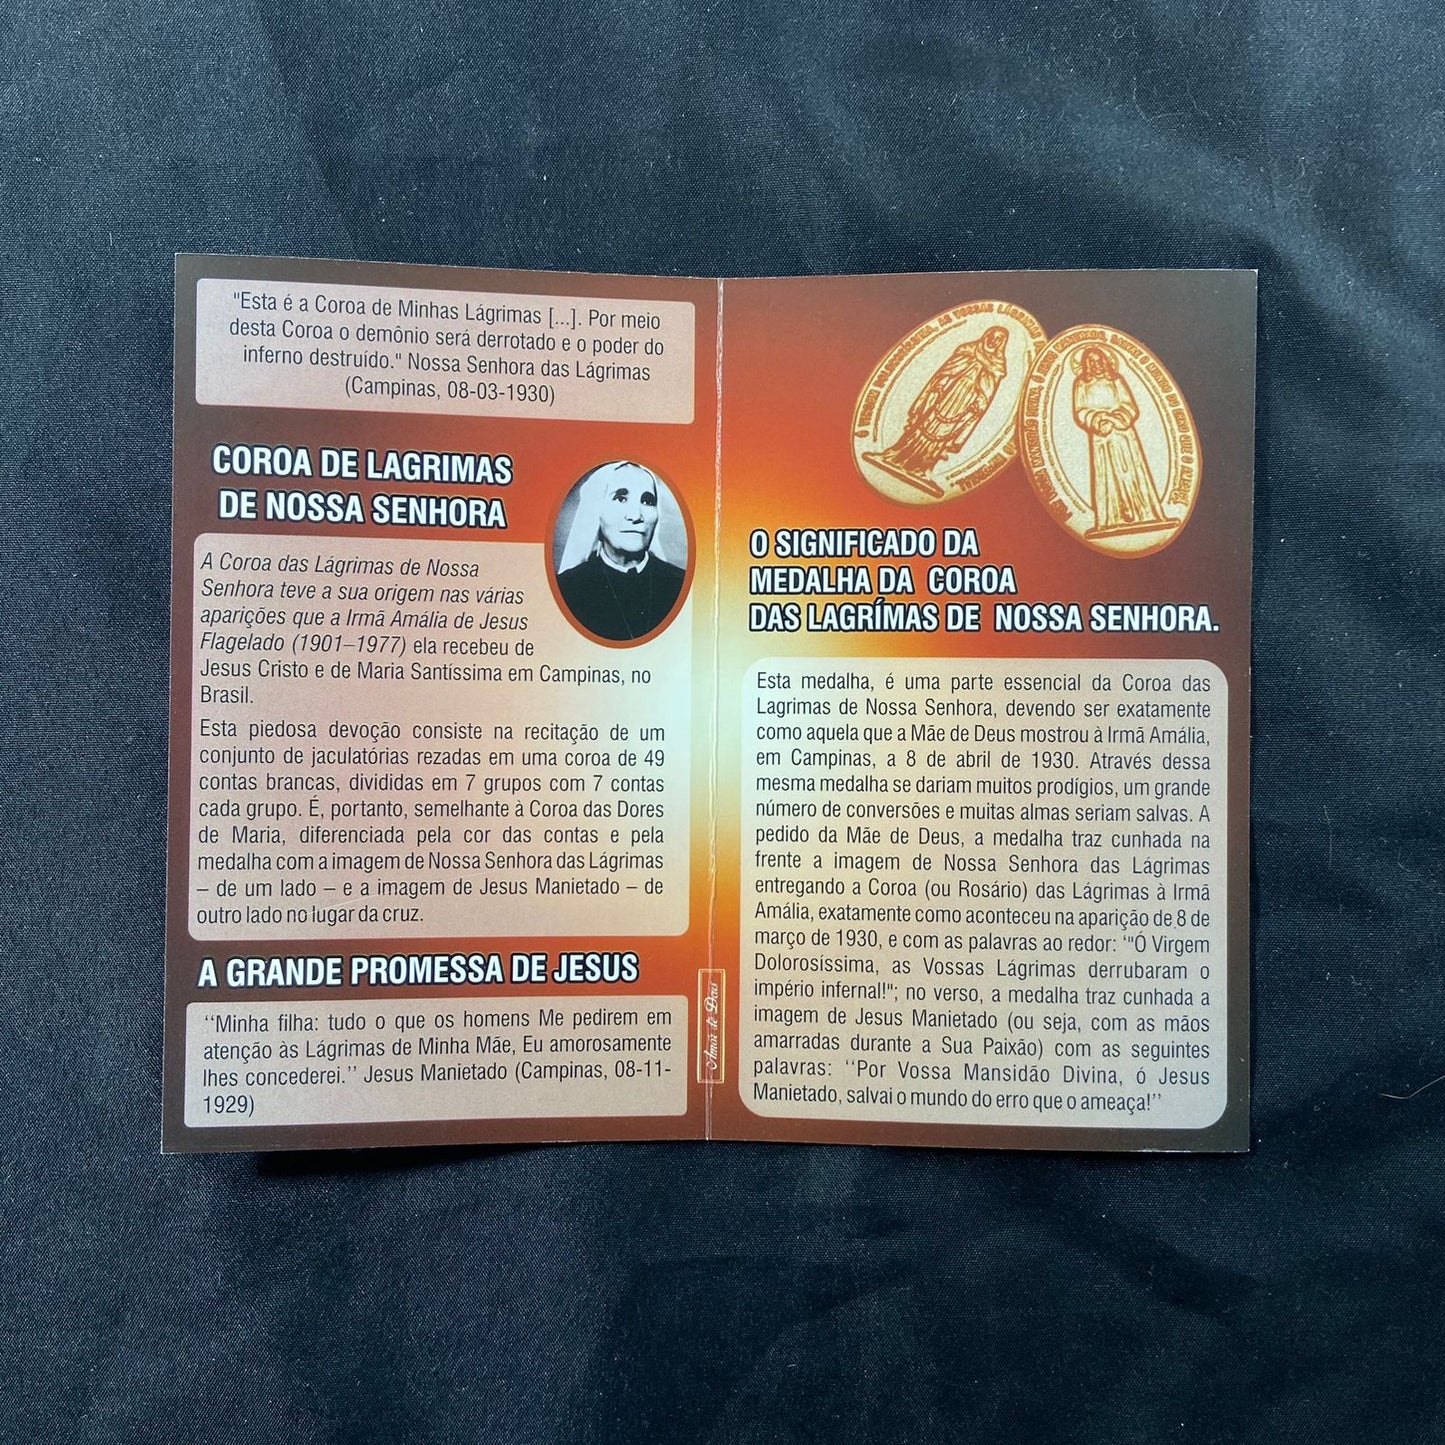 "Esta é a Coroa de Minhas Lágrimas [...]. Por meio
desta Coroa o demônio será derrotado e o poder do
inferno destruído." Nossa Senhora das Lágrimas
(Campinas, 08-03-1930)
COROA DE LAGRIMAS
DE NOSSA SENHORA
A Coroa das Lágrimas de Nossa
Senhora teve a sua origem nas várias
aparições que a Irmã Amália de Jesus
Flagelado (1901–1977) ela recebeu de
Jesus Cristo e de Maria Santíssima em Campinas, no
Brasil.
Esta piedosa devoção consiste na recitação de um
conjunto de jaculatórias rezadas em uma coroa de 49
contas brancas, divididas em 7 grupos com 7 contas
cada grupo. É, portanto, semelhante à Coroa das Dores
de Maria, diferenciada pela cor das contas e pela
medalha com a imagem de Nossa Senhora das Lágrimas
– de um lado – e a imagem de Jesus Manietado – de
outro lado no lugar da cruz.
A GRANDE PROMESSA DE JESUS
‘‘Minha filha: tudo o que os homens Me pedirem em
atenção às Lágrimas de Minha Mãe, Eu amorosamente
lhes concederei.’’ Jesus Manietado (Campinas, 08-11-
1929)
Amor de Deus
Ó VIRGEM DOLOROSÍSSIMA, AS VOSSAS LÁGRIMAS
O SIGNIFICADO DA
MEDALHA DA COROA
DAS LAGRÍMAS DE NOSSA SENHORA.
Esta medalha, é uma parte essencial da Coroa das
Lagrimas de Nossa Senhora, devendo ser exatamente
como aquela que a Mãe de Deus mostrou à Irmã Amália,
em Campinas, a 8 de abril de 1930. Através dessa
mesma medalha se dariam muitos prodígios, um grande
número de conversões e muitas almas seriam salvas. A
pedido da Mãe de Deus, a medalha traz cunhada na
frente a imagem de Nossa Senhora das Lágrimas
entregando a Coroa (ou Rosário) das Lágrimas à Irmã
Amália, exatamente como aconteceu na aparição de 8 de
março de 1930, e com as palavras ao redor: ‘"Ó Virgem
Dolorosíssima, as Vossas Lágrimas derrubaram o
império infernal!"; no verso, a medalha traz cunhada a
imagem de Jesus Manietado (ou seja, com as mãos
amarradas durante a Sua Paixão) com as seguintes
palavras: ‘‘Por Vossa Mansidão Divina, ó Jesus
Manietado, salvai o mundo do erro que o ameaça!’’